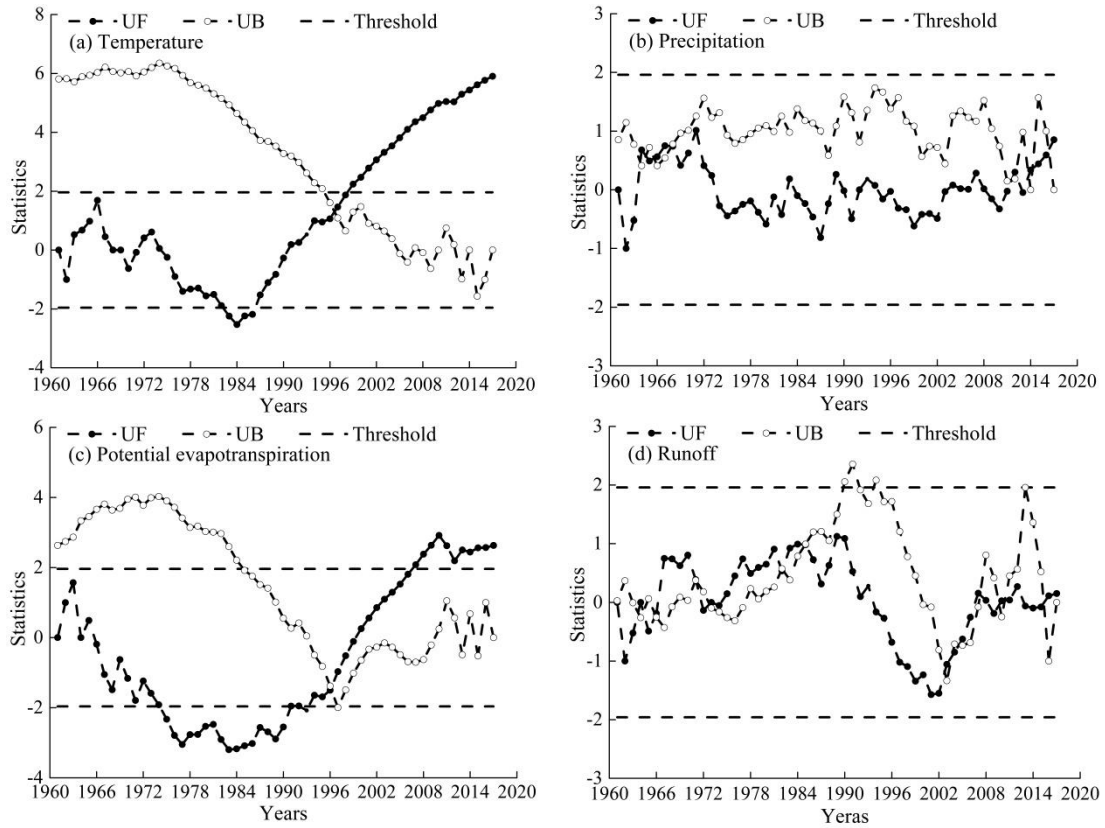 UF UB Threshold
(a) Temperature
8
6
4
2
0
-2
-4
Statistics
1960 1966 1972 1978 1984 1990 1996 2002 2008 2014 2020
Years
UF UB Threshold
(b) Precipitation
3
2
1
0
-1
-2
-3
Statistics
1960 1966 1972 1978 1984 1990 1996 2002 2008 2014 2020
Years
UF UB Threshold
(c) Potential evapotranspiration
6
4
2
0
-2
-4
Statistics
1960 1966 1972 1978 1984 1990 1996 2002 2008 2014 2020
Years
UF UB Threshold
(d) Runoff
3
2
1
0
-1
-2
-3
Statistics
1960 1966 1972 1978 1984 1990 1996 2002 2008 2014 2020
Yeras